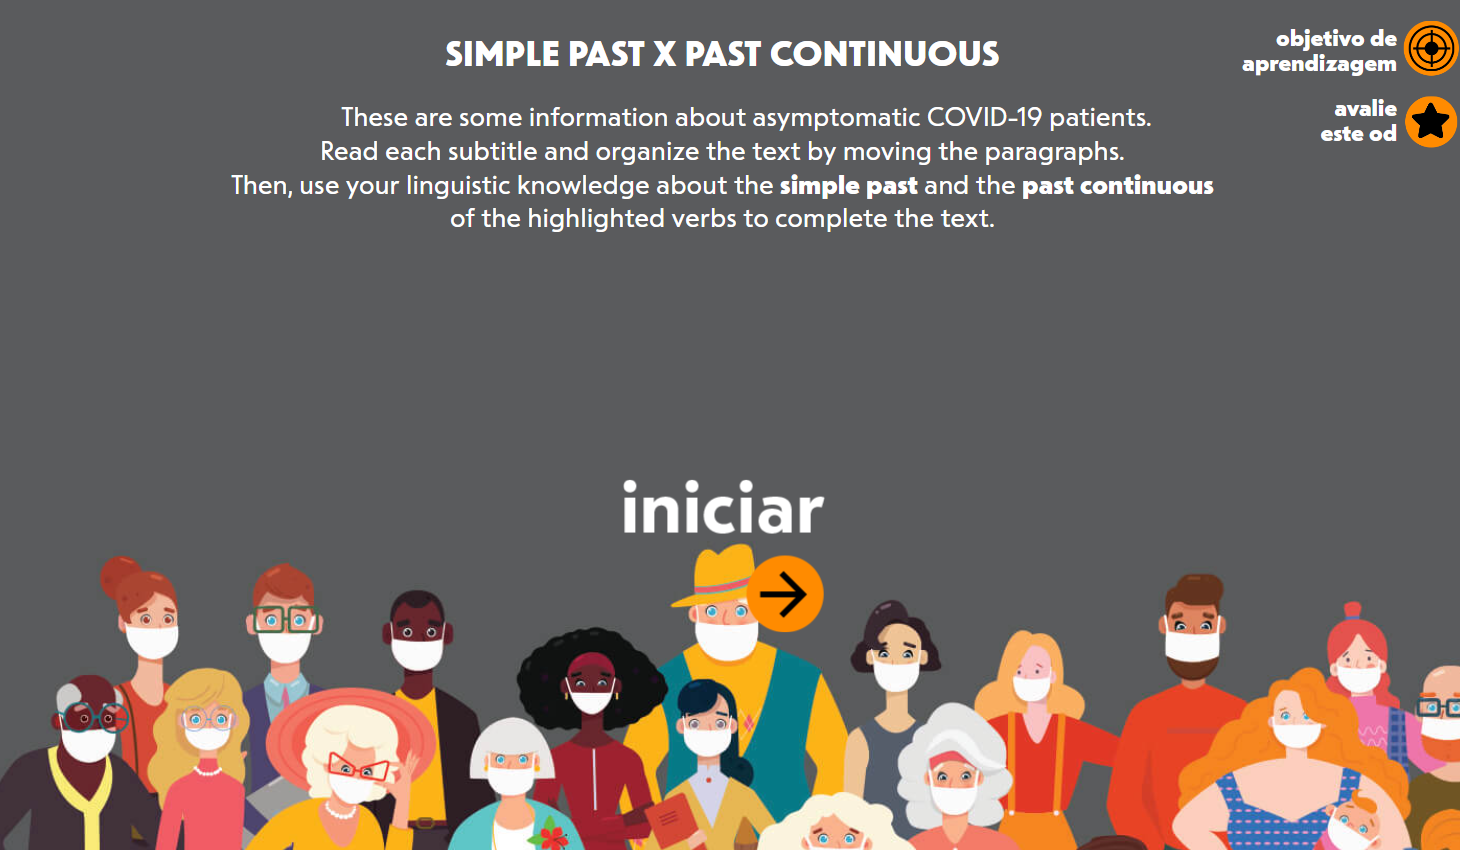 SIMPLE PAST X PAST CONTINUOUS
objetivo de
aprendizagem
avalie
este od
These are some information about asymptomatic COVID-19 patients.
Read each subtitle and organize the text by moving the paragraphs.
Then, use your linguistic knowledge about the simple past and the past continuous
of the highlighted verbs to complete the text.
iniciar